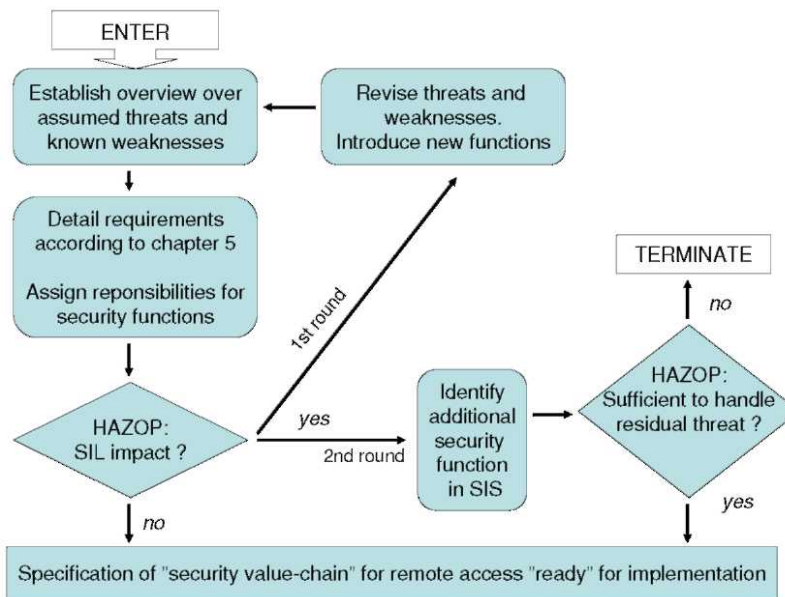 ENTER
Establish overview over
assumed threats and
known weaknesses
Revise threats and
weaknesses.
Introduce new functions
Detail requirements
according to chapter 5
Assign reponsibilities for
security functions
TERMINATE
no
1st round
HAZOP:
SIL impact ?
yes
2nd round
Identify
additional
security
function
in SIS
HAZOP:
Sufficient to handle
residual threat ?
no
yes
Specification of "security value-chain" for remote access "ready" for implementation